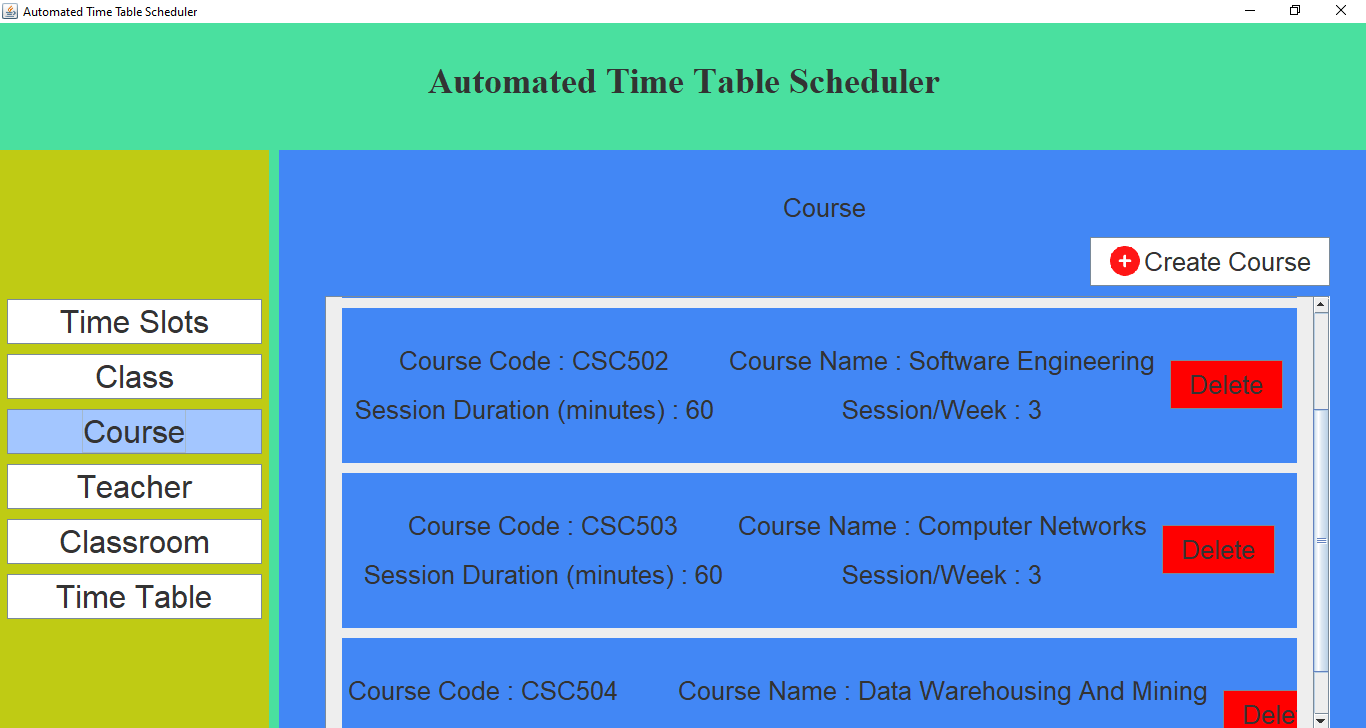 Automated Time Table Scheduler
Automated Time Table Scheduler
Course
Create Course
Time Slots
Class
Course
Teacher
Classroom
Time Table
Course Code : CSC502 Course Name : Software Engineering
Delete
Session Duration (minutes) : 60 Session/Week : 3
Course Code : CSC503 Course Name : Computer Networks
Delete
Session Duration (minutes) : 60 Session/Week : 3
Course Code : CSC504 Course Name : Data Warehousing And Mining
Dele